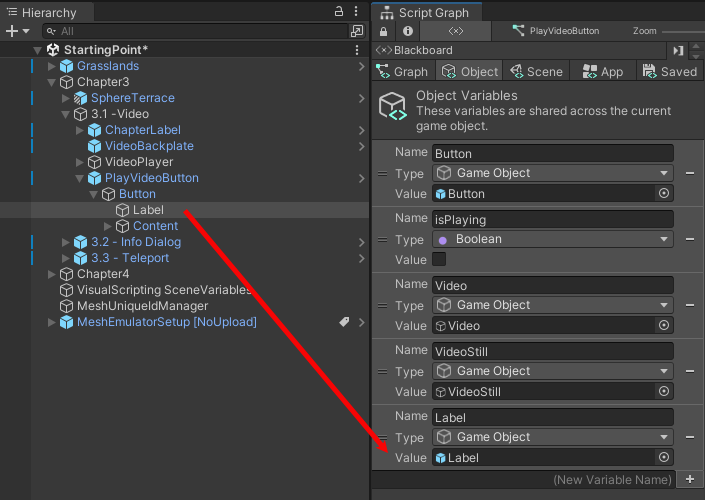 Hierarchy
All
StartingPoint*
Grasslands
Chapter3
SphereTerrace
3.1 -Video
ChapterLabel
VideoBackplate
VideoPlayer
PlayVideoButton
Button
Label
Content
3.2 - Info Dialog
3.3 - Teleport
Chapter4
VisualScripting SceneVariables
MeshUniqueIdManager
MeshEmulatorSetup [NoUpload]
Script Graph
PlayVideoButton Zoom
Blackboard
Graph Object Scene App Saved
Object Variables
These variables are shared across the current
game object.
Name Button
Type Game Object
Value Button
Name isPlaying
Type Boolean
Value
Name Video
Type Game Object
Value Video
Name VideoStill
Type Game Object
Value VideoStill
Name Label
Type Game Object
Value Label
(New Variable Name)